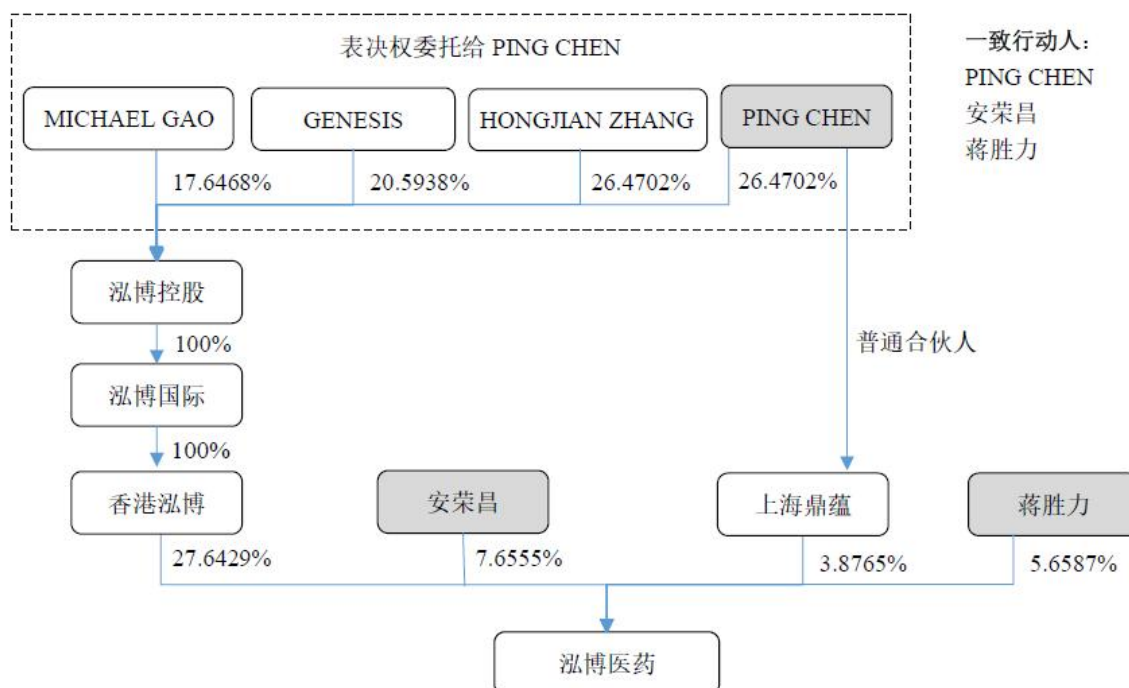 表决权委托给 PING CHEN
一致行动人:
PING CHEN
安荣昌
蒋胜力
MICHAEL GAO
GENESIS
HONGJIAN ZHANG
PING CHEN
17.6468%
20.5938%
26.4702%
26.4702%
泓博控股
100%
普通合伙人
泓博国际
100%
香港泓博
安荣昌
上海鼎蕴
蒋胜力
27.6429%
7.6555%
3.8765%
5.6587%
泓博医药